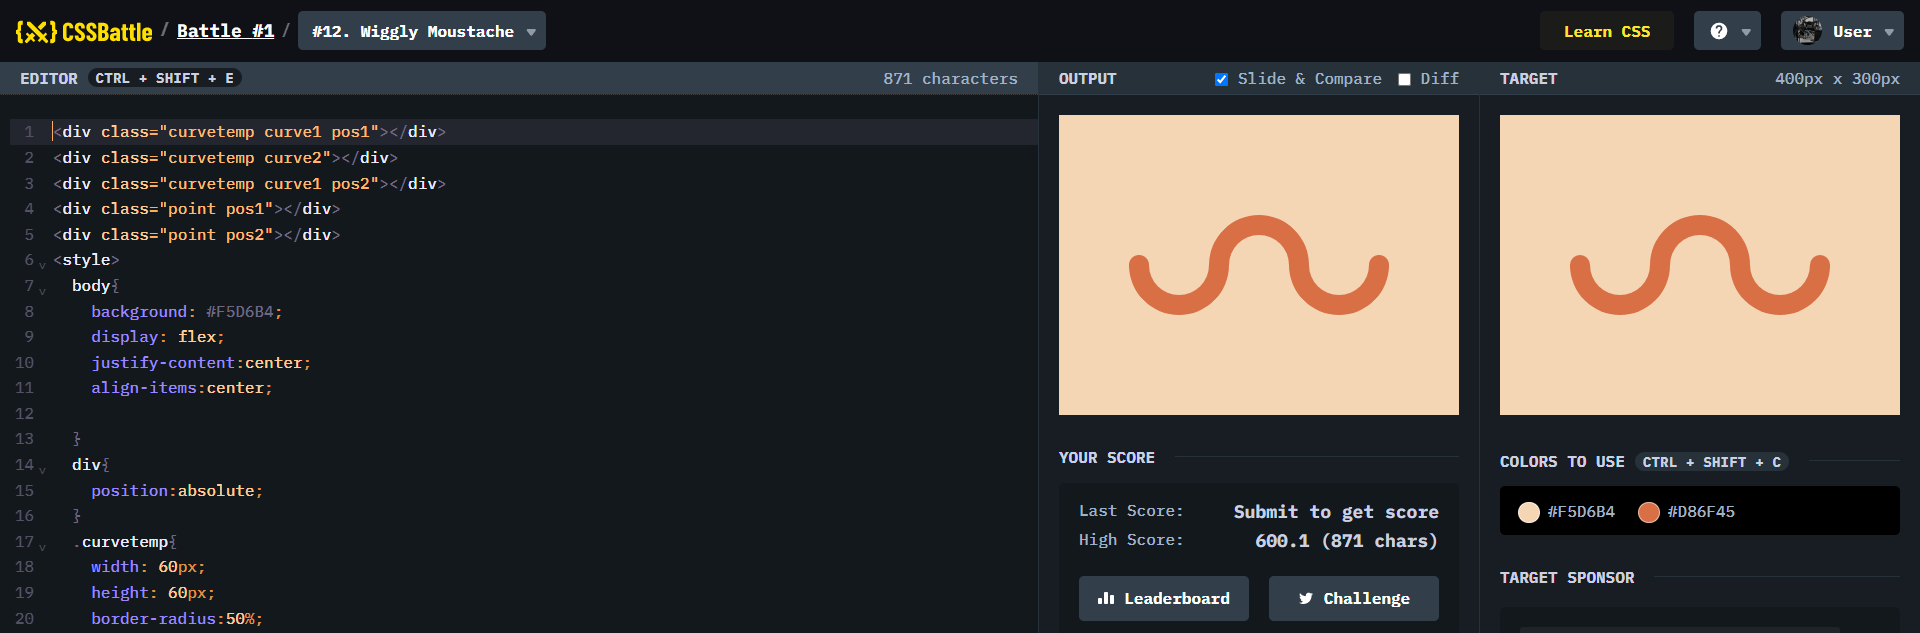 CSSBattle / Battle #1 / #12. Wiggly Moustache
Learn CSS
? User
EDITOR CTRL + SHIFT + E 871 characters
1 <div class="curvetemp curve1 pos1"></div>
2 <div class="curvetemp curve2"></div>
3 <div class="curvetemp curve1 pos2"></div>
4 <div class="point pos1"></div>
5 <div class="point pos2"></div>
6 <style>
7 body{
8 background: #F5D6B4;
9 display: flex;
10 justify-content:center;
11 align-items:center;
12
13 }
14 div{
15 position:absolute;
16 }
17 .curvetemp{
18 width: 60px;
19 height: 60px;
20 border-radius:50%;
OUTPUT Slide & Compare Diff
YOUR SCORE
Last Score: Submit to get score
High Score: 600.1 (871 chars)
Leaderboard Challenge
TARGET 400px x 300px
COLORS TO USE CTRL + SHIFT + C
#F5D6B4 #D86F45
TARGET SPONSOR